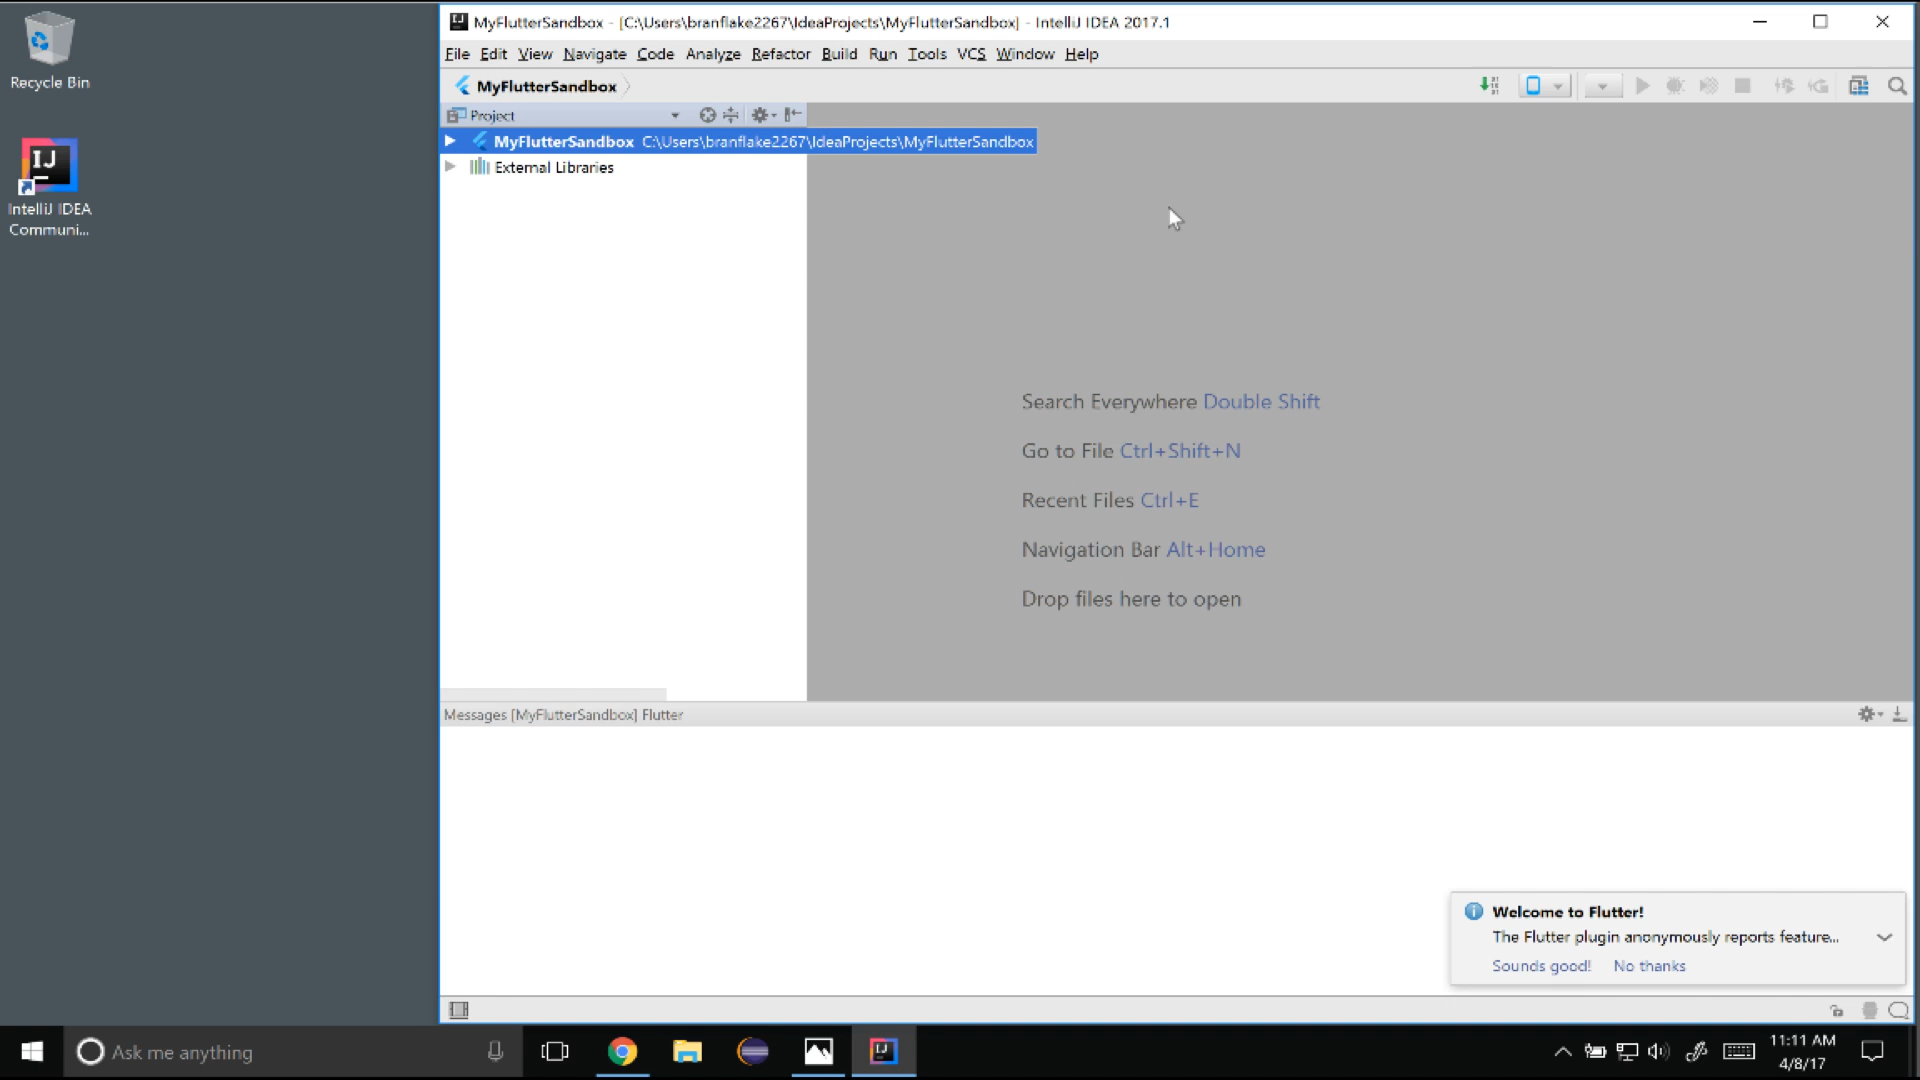 Recycle Bin
IJ
IntelliJ IDEA
Communi...
MyFlutterSandbox - [C:\Users\branflake2267\IdeaProjects\MyFlutterSandbox] - IntelliJ IDEA 2017.1
File Edit View Navigate Code Analyze Refactor Build Run Tools VCS Window Help
MyFlutterSandbox
Project
MyFlutterSandbox C:\Users\branflake2267\IdeaProjects\MyFlutterSandbox
External Libraries
Search Everywhere Double Shift
Go to File Ctrl+Shift+N
Recent Files Ctrl+E
Navigation Bar Alt+Home
Drop files here to open
Messages [MyFlutterSandbox] Flutter
Welcome to Flutter!
The Flutter plugin anonymously reports feature...
Sounds good! No thanks
Ask me anything
11:11 AM
4/8/17